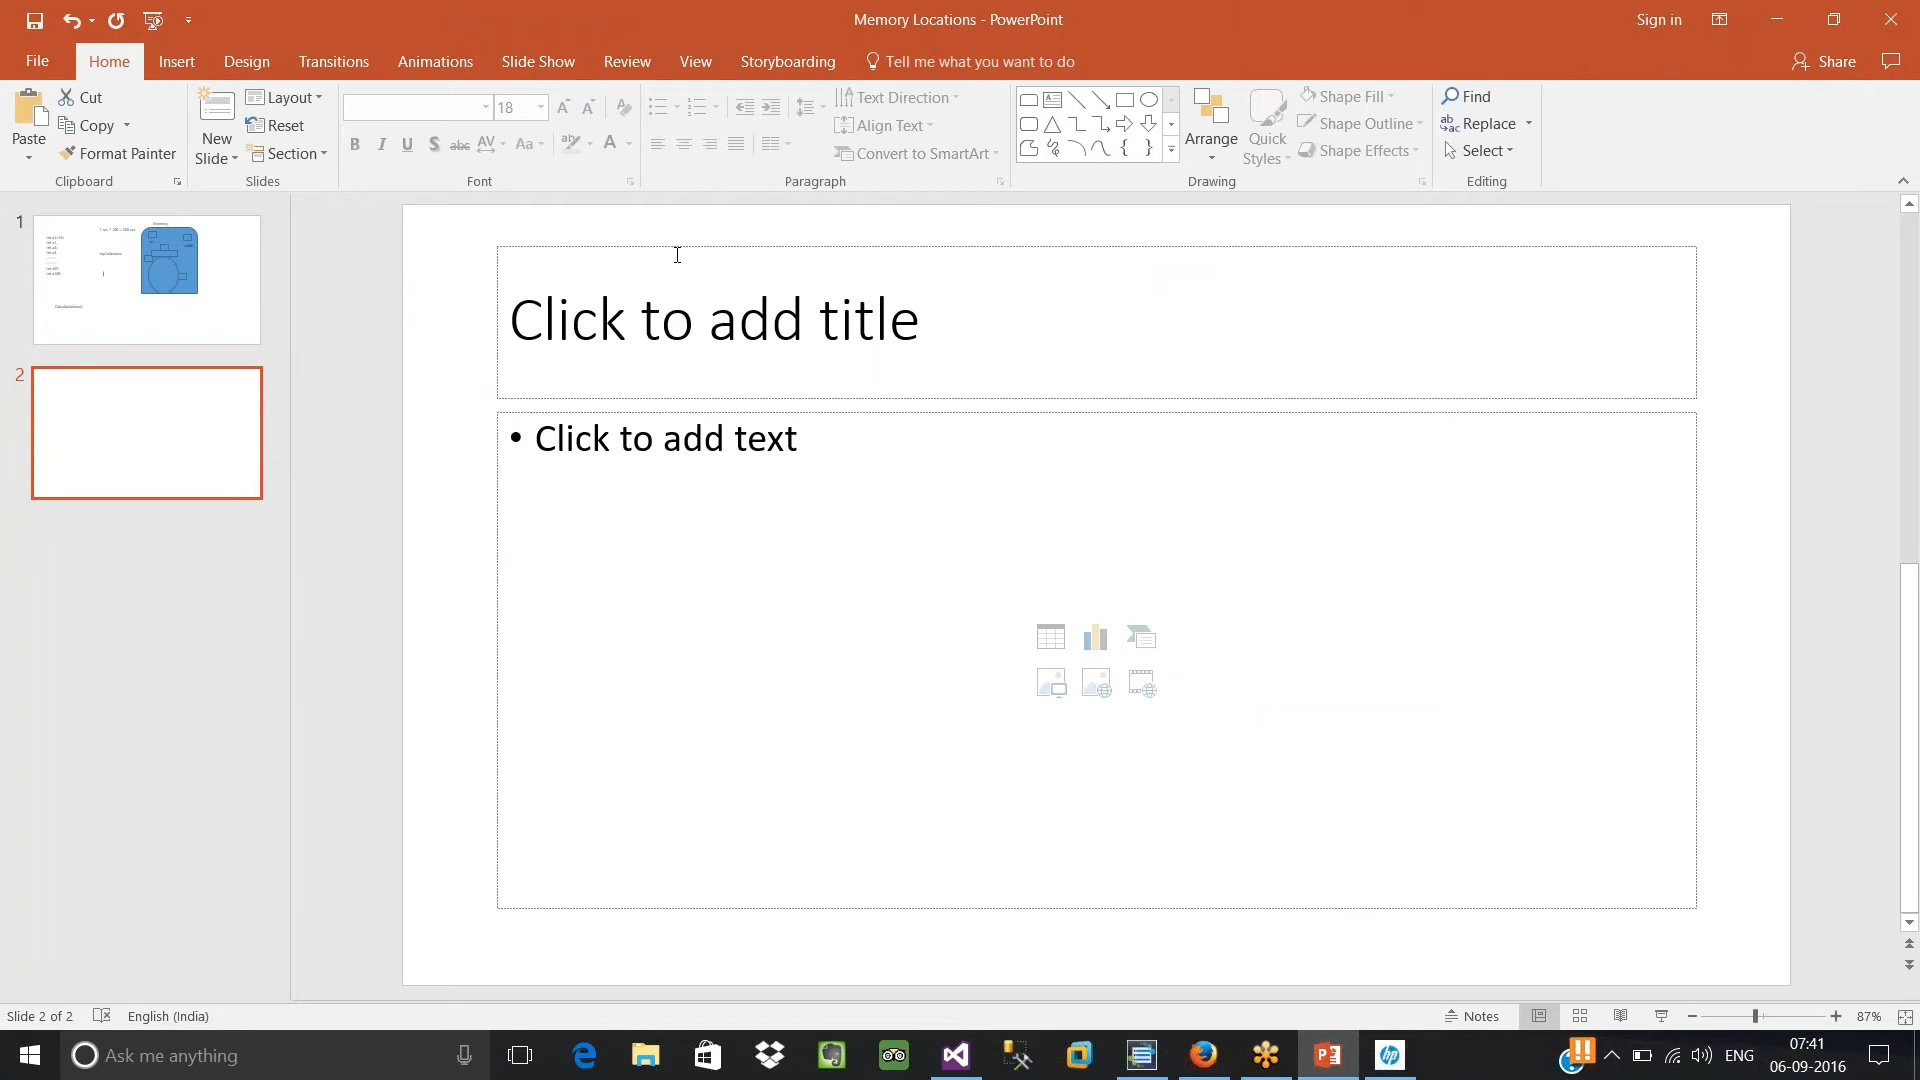 Memory Locations - PowerPoint
Sign in
File
Home
Insert
Design
Transitions
Animations
Slide Show
Review
View
Storyboarding
Tell me what you want to do
Share
Paste
Cut
Copy
Format Painter
Clipboard
New Slide
Layout
Reset
Section
Slides
18
B I U S abc AV Aa A
Font
Text Direction
Align Text
Convert to SmartArt
Paragraph
Arrange
Quick Styles
Shape Fill
Shape Outline
Shape Effects
Drawing
Find
Replace
Select
Editing
1
2
Click to add title
• Click to add text
Slide 2 of 2
English (India)
Notes
87%
Ask me anything
ENG
07:41
06-09-2016